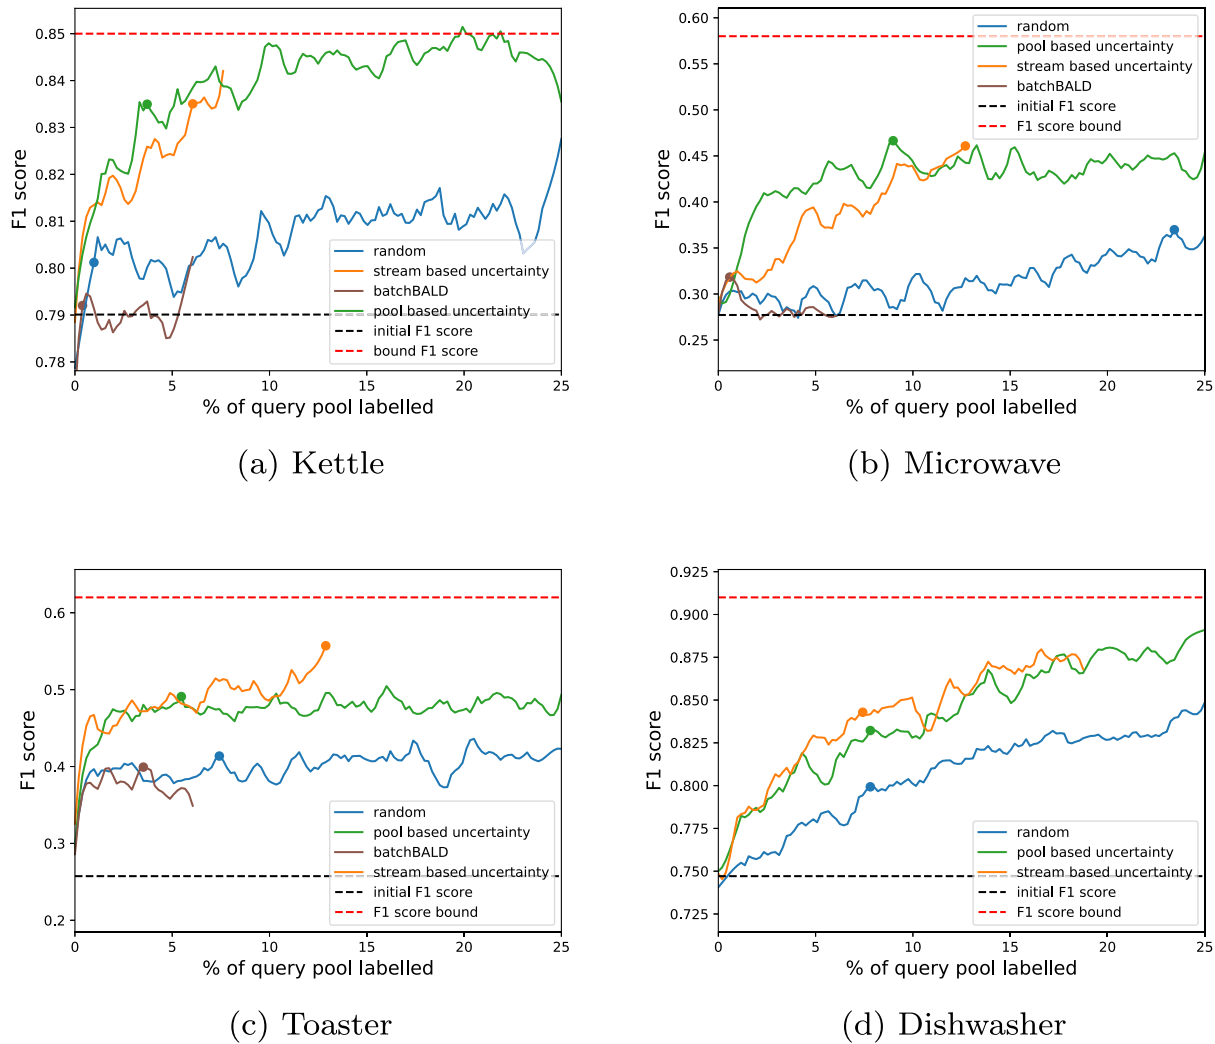 0.85
0.84
0.83
0.82
0.81
0.80
0.79
0.78
F1 score
random
stream based uncertainty
batchBALD
pool based uncertainty
initial F1 score
bound F1 score
0 5 10 15 20 25
% of query pool labelled
(a) Kettle
0.60
0.55
0.50
0.45
0.40
0.35
0.30
0.25
F1 score
random
pool based uncertainty
stream based uncertainty
batchBALD
initial F1 score
F1 score bound
0 5 10 15 20 25
% of query pool labelled
(b) Microwave
0.6
0.5
0.4
0.3
0.2
F1 score
random
pool based uncertainty
batchBALD
stream based uncertainty
initial F1 score
F1 score bound
0 5 10 15 20 25
% of query pool labelled
(c) Toaster
0.925
0.900
0.875
0.850
0.825
0.800
0.775
0.750
0.725
F1 score
random
pool based uncertainty
stream based uncertainty
initial F1 score
F1 score bound
0 5 10 15 20 25
% of query pool labelled
(d) Dishwasher